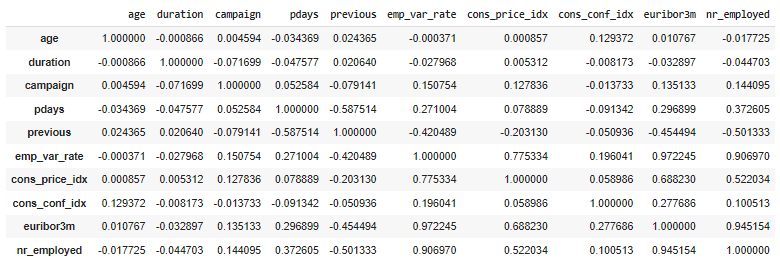 age duration campaign pdays previous emp_var_rate cons_price_idx cons_conf_idx euribor3m nr_employed
age 1.000000 -0.000866 0.004594 -0.034369 0.024365 -0.000371 0.000857 0.129372 0.010767 -0.017725
duration -0.000866 1.000000 -0.071699 -0.047577 0.020640 -0.027968 0.005312 -0.008173 -0.032897 -0.044703
campaign 0.004594 -0.071699 1.000000 0.052584 -0.079141 0.150754 0.127836 -0.013733 0.135133 0.144095
pdays -0.034369 -0.047577 0.052584 1.000000 -0.587514 0.271004 0.078889 -0.091342 0.296899 0.372605
previous 0.024365 0.020640 -0.079141 -0.587514 1.000000 -0.420489 -0.203130 -0.050936 -0.454494 -0.501333
emp_var_rate -0.000371 -0.027968 0.150754 0.271004 -0.420489 1.000000 0.775334 0.196041 0.972245 0.906970
cons_price_idx 0.000857 0.005312 0.127836 0.078889 -0.203130 0.775334 1.000000 0.058986 0.688230 0.522034
cons_conf_idx 0.129372 -0.008173 -0.013733 -0.091342 -0.050936 0.196041 0.058986 1.000000 0.277686 0.100513
euribor3m 0.010767 -0.032897 0.135133 0.296899 -0.454494 0.972245 0.688230 0.277686 1.000000 0.945154
nr_employed -0.017725 -0.044703 0.144095 0.372605 -0.501333 0.906970 0.522034 0.100513 0.945154 1.000000